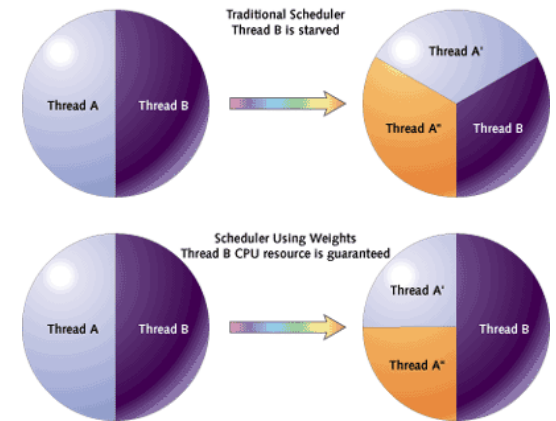 Traditional Scheduler
Thread B is starved
Thread A
Thread B
Thread A'
Thread A"
Thread B
Scheduler Using Weights
Thread B CPU resource is guaranteed
Thread A
Thread B
Thread A'
Thread A"
Thread B